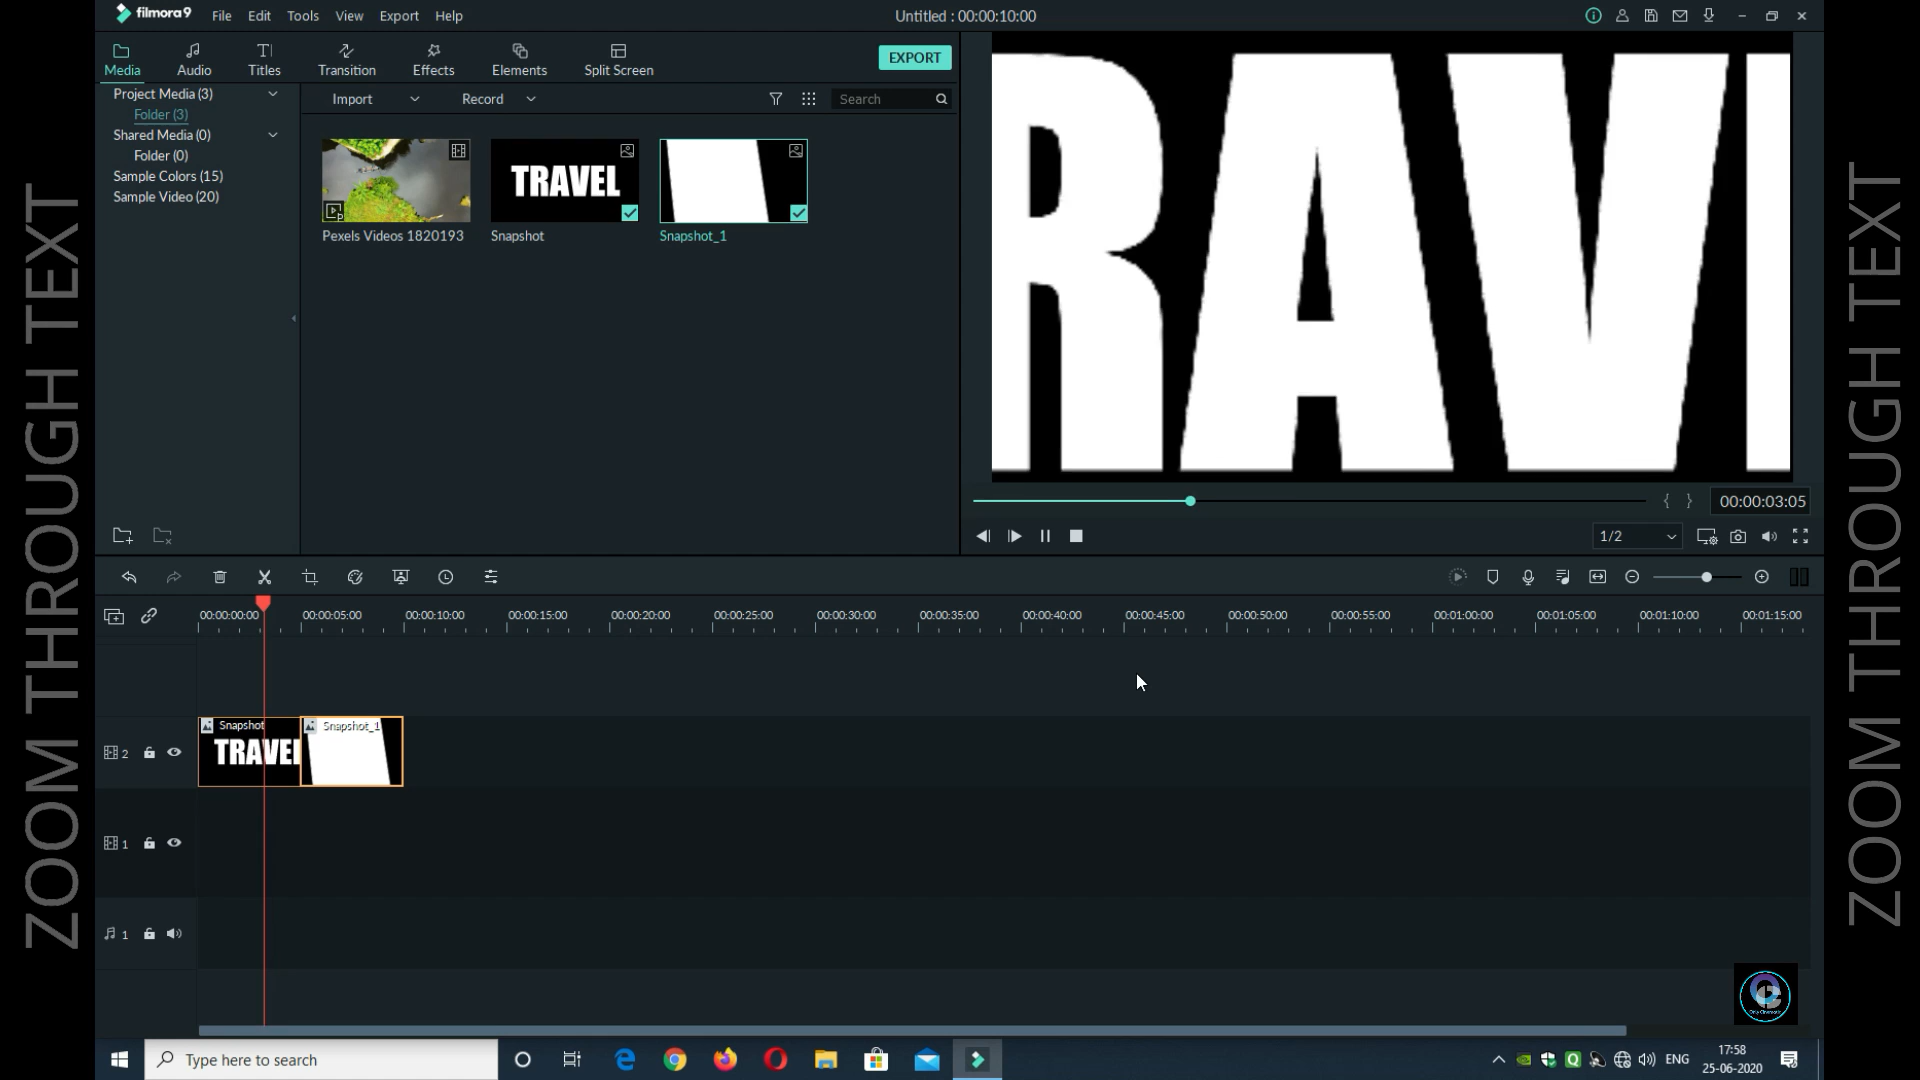 filmora9 File Edit Tools View Export Help
Untitled : 00:00:10:00
Media Audio Titles Transition Effects Elements Split Screen
EXPORT
Project Media (3)
Folder (3)
Shared Media (0)
Folder (0)
Sample Colors (15)
Sample Video (20)
Import Record Search
TRAVEL
Pexels Videos 1820193 Snapshot Snapshot_1
RAV
{ } 00:00:03:05
1/2
00:00:00:00 00:00:05:00 00:00:10:00 00:00:15:00 00:00:20:00 00:00:25:00 00:00:30:00 00:00:35:00 00:00:40:00 00:00:45:00 00:00:50:00 00:00:55:00 00:01:00:00 00:01:05:00 00:01:10:00 00:01:15:00
Snapshot Snapshot_1
TRAVEL
2
1
1
ZOOM THROUGH TEXT
ZOOM THROUGH TEXT
Type here to search
ENG
17:58
25-06-2020